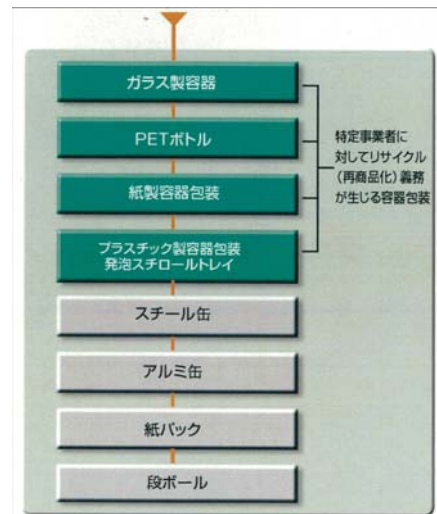 ガラス製容器
PETボトル
紙製容器包装
プラスチック製容器包装
発泡スチロールトレイ
スチール缶
アルミ缶
紙パック
段ボール
特定事業者に
対してリサイクル
(再商品化)義務
が生じる容器包装